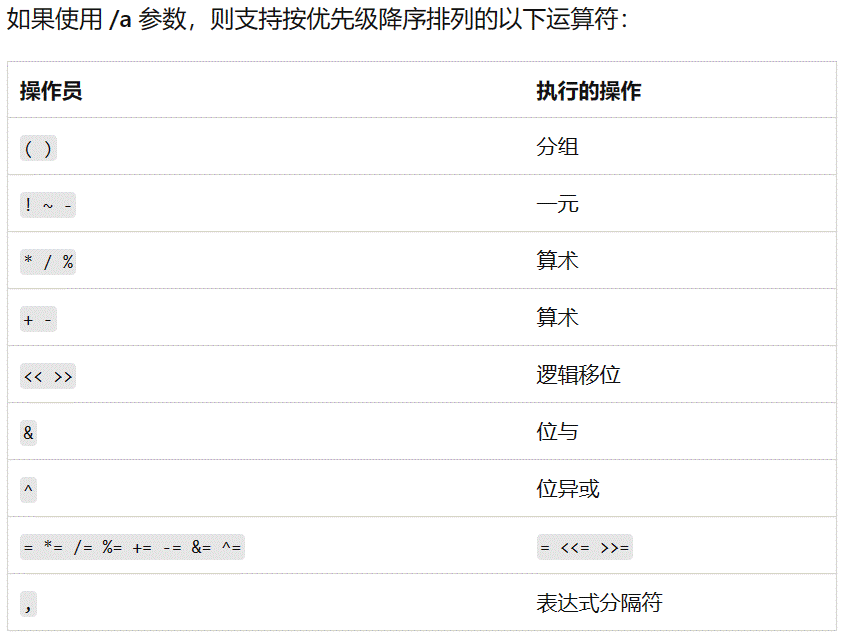 如果使用 /a 参数，则支持按优先级降序排列的以下运算符：
操作员 执行的操作
( ) 分组
! ~ - 一元
* / % 算术
+ - 算术
<< >> 逻辑移位
& 位与
^ 位异或
= *= /= %= += -= &= ^= = <<= >>=
, 表达式分隔符